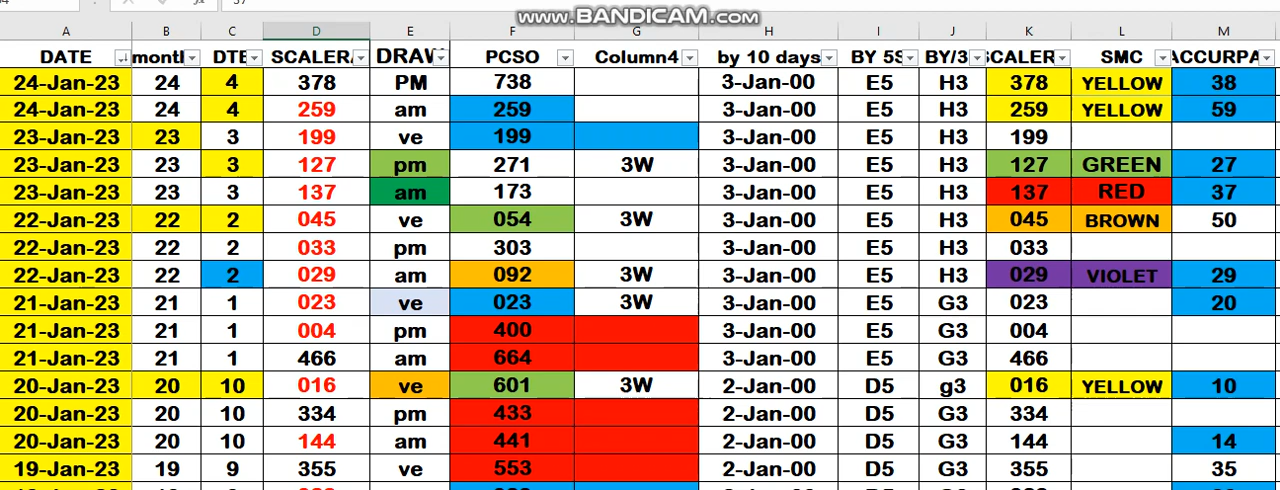 37
www.BANDICAM.com
A B C D E F G H I J K L M
DATE month DTE SCALERA DRAW PCSO Column4 by 10 days BY 5S BY/3 SCALER SMC ACCURPA
24-Jan-23 24 4 378 PM 738 3-Jan-00 E5 H3 378 YELLOW 38
24-Jan-23 24 4 259 am 259 3-Jan-00 E5 H3 259 YELLOW 59
23-Jan-23 23 3 199 ve 199 3-Jan-00 E5 H3 199
23-Jan-23 23 3 127 pm 271 3W 3-Jan-00 E5 H3 127 GREEN 27
23-Jan-23 23 3 137 am 173 3-Jan-00 E5 H3 137 RED 37
22-Jan-23 22 2 045 ve 054 3W 3-Jan-00 E5 H3 045 BROWN 50
22-Jan-23 22 2 033 pm 303 3-Jan-00 E5 H3 033
22-Jan-23 22 2 029 am 092 3W 3-Jan-00 E5 H3 029 VIOLET 29
21-Jan-23 21 1 023 ve 023 3W 3-Jan-00 E5 G3 023 20
21-Jan-23 21 1 004 pm 400 3-Jan-00 E5 G3 004
21-Jan-23 21 1 466 am 664 3-Jan-00 E5 G3 466
20-Jan-23 20 10 016 ve 601 3W 2-Jan-00 D5 g3 016 YELLOW 10
20-Jan-23 20 10 334 pm 433 2-Jan-00 D5 G3 334
20-Jan-23 20 10 144 am 441 2-Jan-00 D5 G3 144 14
19-Jan-23 19 9 355 ve 553 2-Jan-00 D5 G3 355 35